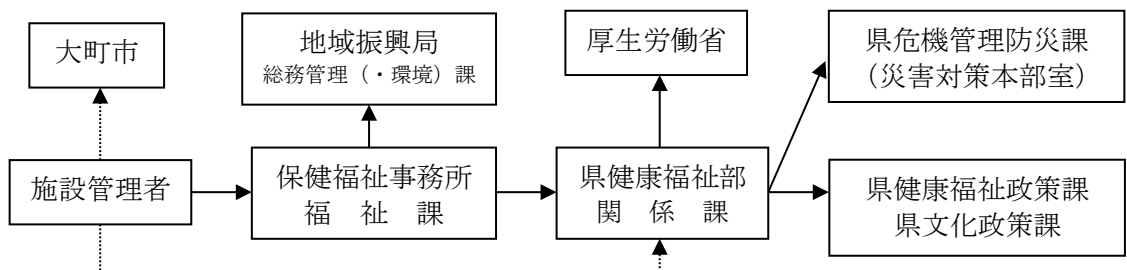 大町市
地域振興局
総務管理（・環境）課
厚生労働省
県危機管理防災課
（災害対策本部室）
施設管理者
保健福祉事務所
福　祉　課
県健康福祉部
関　係　課
県健康福祉政策課
県文化政策課